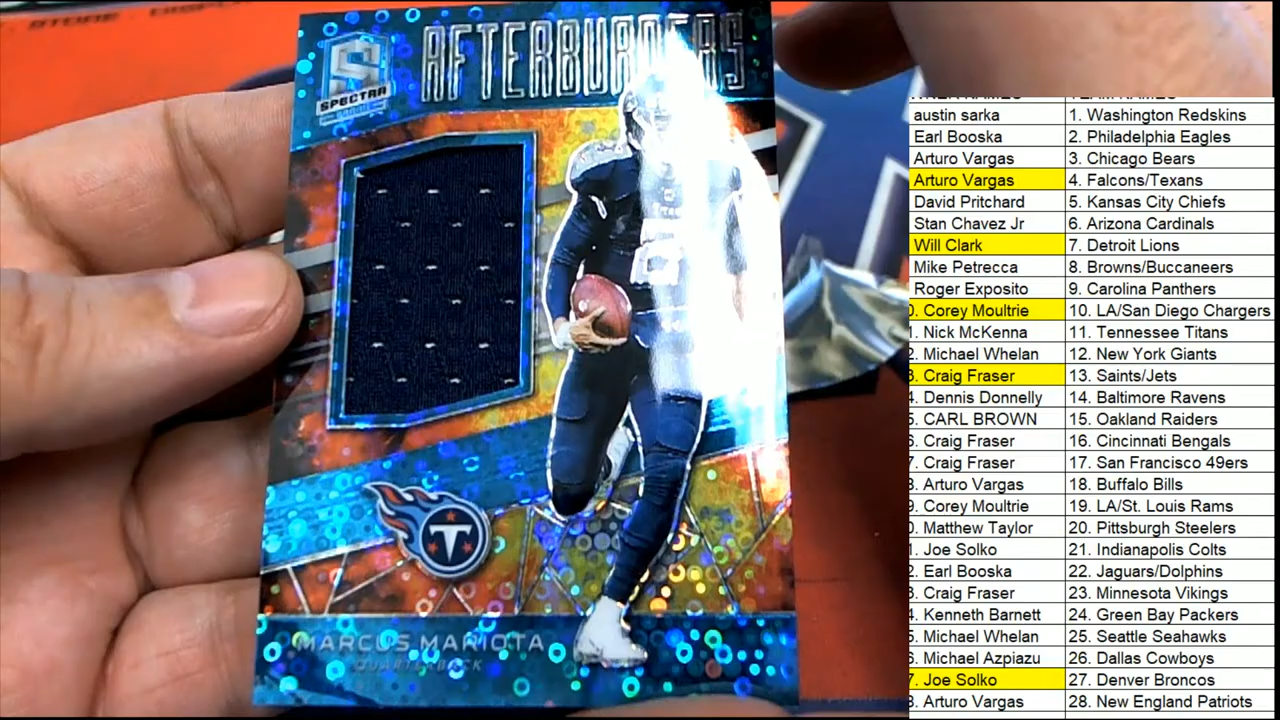 AFTERBURNERS
SPECTRA
MARCUS MARIOTA
QUARTERBACK
austin sarka 1. Washington Redskins
Earl Booska 2. Philadelphia Eagles
Arturo Vargas 3. Chicago Bears
Arturo Vargas 4. Falcons/Texans
David Pritchard 5. Kansas City Chiefs
Stan Chavez Jr 6. Arizona Cardinals
Will Clark 7. Detroit Lions
Mike Petrecca 8. Browns/Buccaneers
Roger Exposito 9. Carolina Panthers
0. Corey Moultrie 10. LA/San Diego Chargers
1. Nick McKenna 11. Tennessee Titans
2. Michael Whelan 12. New York Giants
3. Craig Fraser 13. Saints/Jets
4. Dennis Donnelly 14. Baltimore Ravens
5. CARL BROWN 15. Oakland Raiders
6. Craig Fraser 16. Cincinnati Bengals
7. Craig Fraser 17. San Francisco 49ers
8. Arturo Vargas 18. Buffalo Bills
9. Corey Moultrie 19. LA/St. Louis Rams
0. Matthew Taylor 20. Pittsburgh Steelers
1. Joe Solko 21. Indianapolis Colts
2. Earl Booska 22. Jaguars/Dolphins
3. Craig Fraser 23. Minnesota Vikings
4. Kenneth Barnett 24. Green Bay Packers
5. Michael Whelan 25. Seattle Seahawks
6. Michael Azpiazu 26. Dallas Cowboys
7. Joe Solko 27. Denver Broncos
8. Arturo Vargas 28. New England Patriots